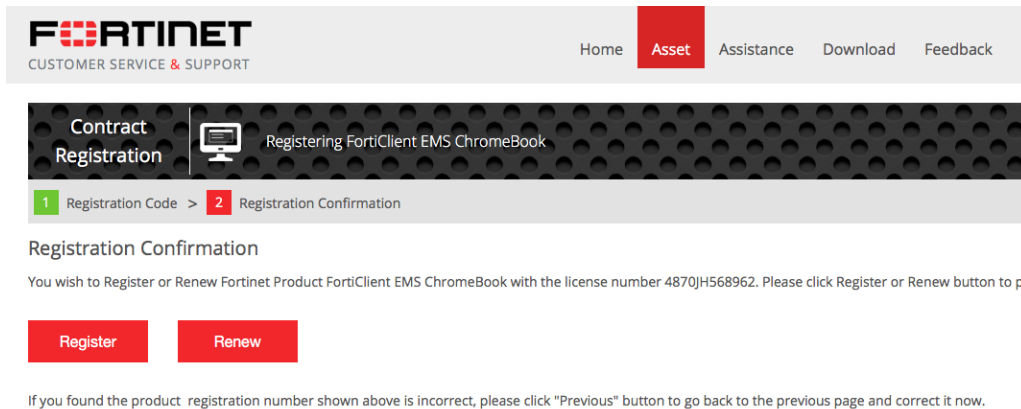 FORTINET
CUSTOMER SERVICE & SUPPORT
Home Asset Assistance Download Feedback
Contract
Registration
Registering FortiClient EMS ChromeBook
1 Registration Code > 2 Registration Confirmation
Registration Confirmation
You wish to Register or Renew Fortinet Product FortiClient EMS ChromeBook with the license number 4870JH568962. Please click Register or Renew button to p
Register Renew
If you found the product registration number shown above is incorrect, please click "Previous" button to go back to the previous page and correct it now.